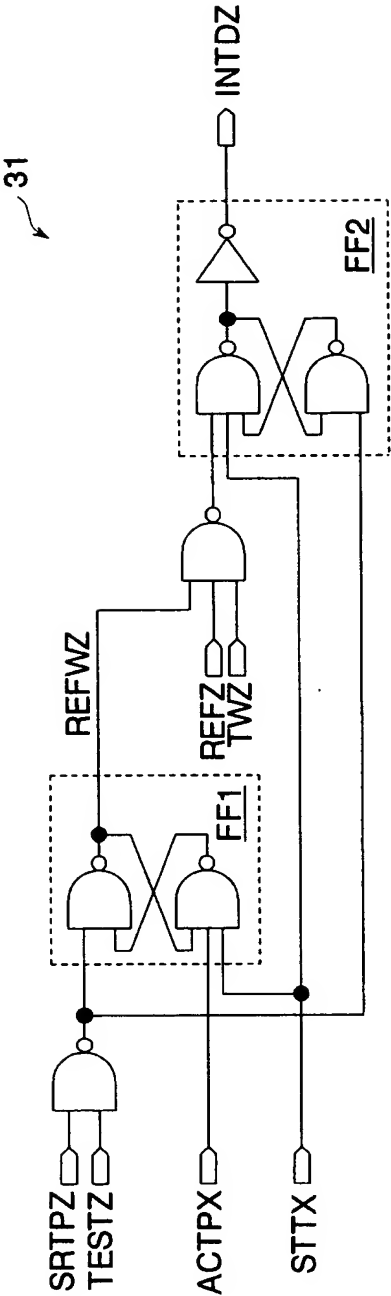 31
SRTPZ
TESTZ
ACTPX
STTX
FF1
REFWZ
REFZ
TWZ
FF2
INTDZ